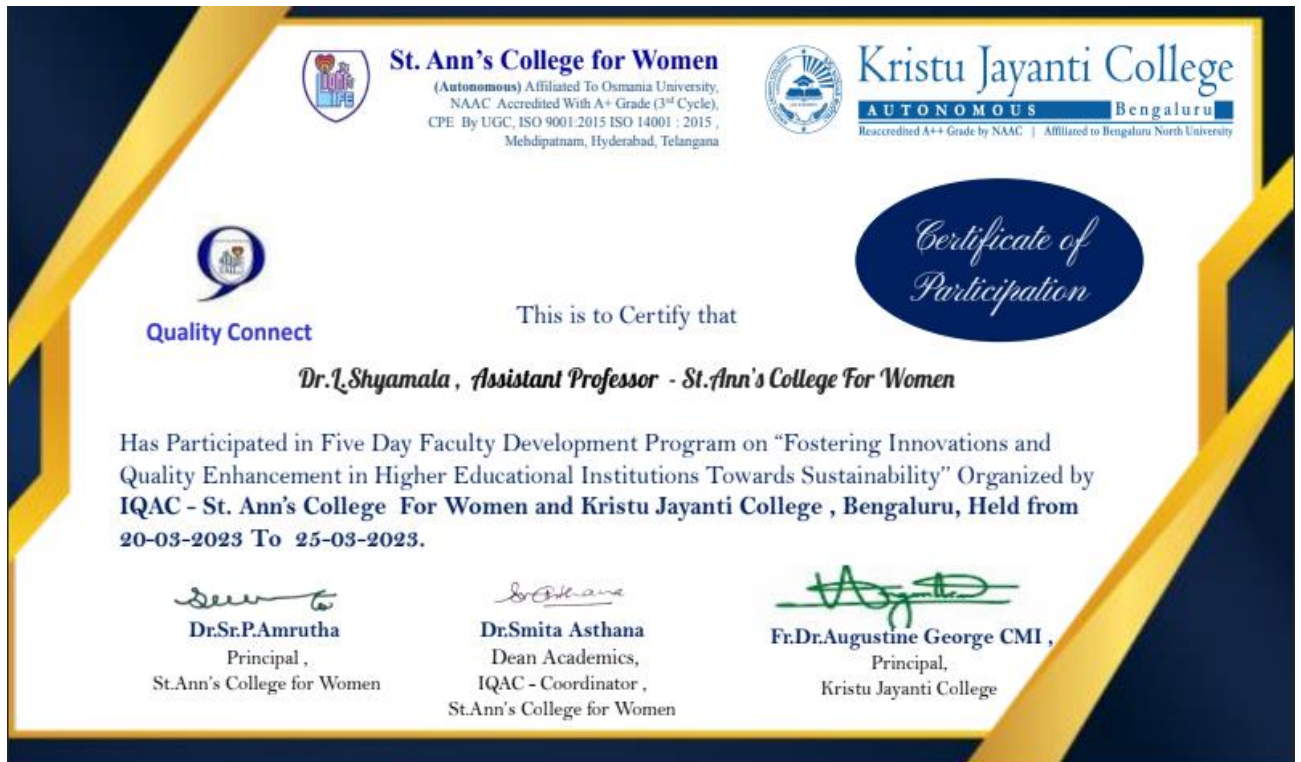 St. Ann's College for Women
(Autonomous) Affiliated To Osmania University,
NAAC Accredited With A+ Grade (3rd Cycle),
CPE By UGC, ISO 9001:2015 ISO 14001 : 2015 ,
Mehdipatnam, Hyderabad, Telangana
Kristu Jayanti College
AUTONOMOUS Bengaluru
Reaccredited A++ Grade by NAAC | Affiliated to Bengaluru North University
Certificate of
Participation
Quality Connect
This is to Certify that
Dr.L.Shyamala , Assistant Professor - St.Ann's College For Women
Has Participated in Five Day Faculty Development Program on “Fostering Innovations and
Quality Enhancement in Higher Educational Institutions Towards Sustainability” Organized by
IQAC - St. Ann's College For Women and Kristu Jayanti College , Bengaluru, Held from
20-03-2023 To 25-03-2023.
Dr.Sr.P.Amrutha
Principal ,
St.Ann's College for Women
Dr.Smita Asthana
Dean Academics,
IQAC - Coordinator ,
St.Ann's College for Women
Fr.Dr.Augustine George CMI ,
Principal,
Kristu Jayanti College